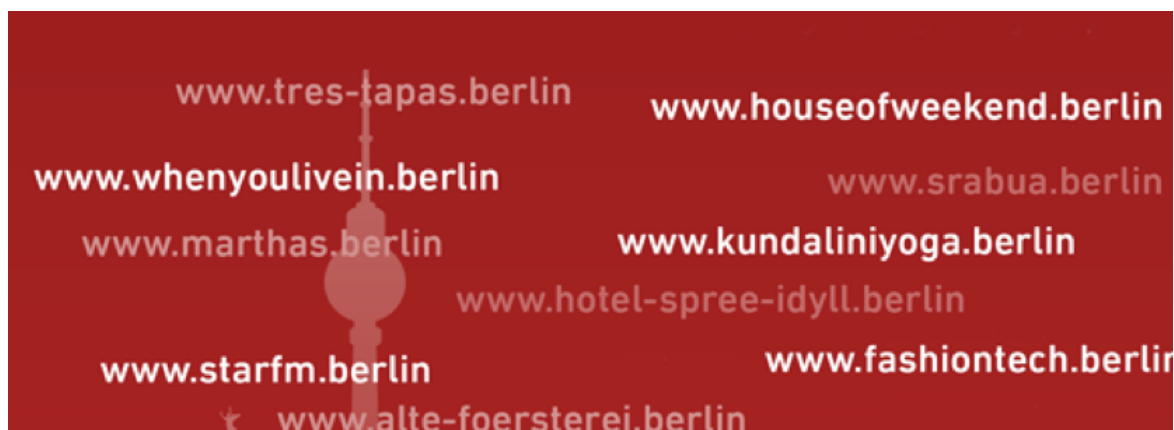 www.tres-tapas.berlin
www.houseofweekend.berlin
www.whenyoulivein.berlin
www.srabua.berlin
www.marthas.berlin
www.kundaliniyoga.berlin
www.hotel-spree-idyll.berlin
www.starfm.berlin
www.fashiontech.berlin
www.alte-foersterei.berlin